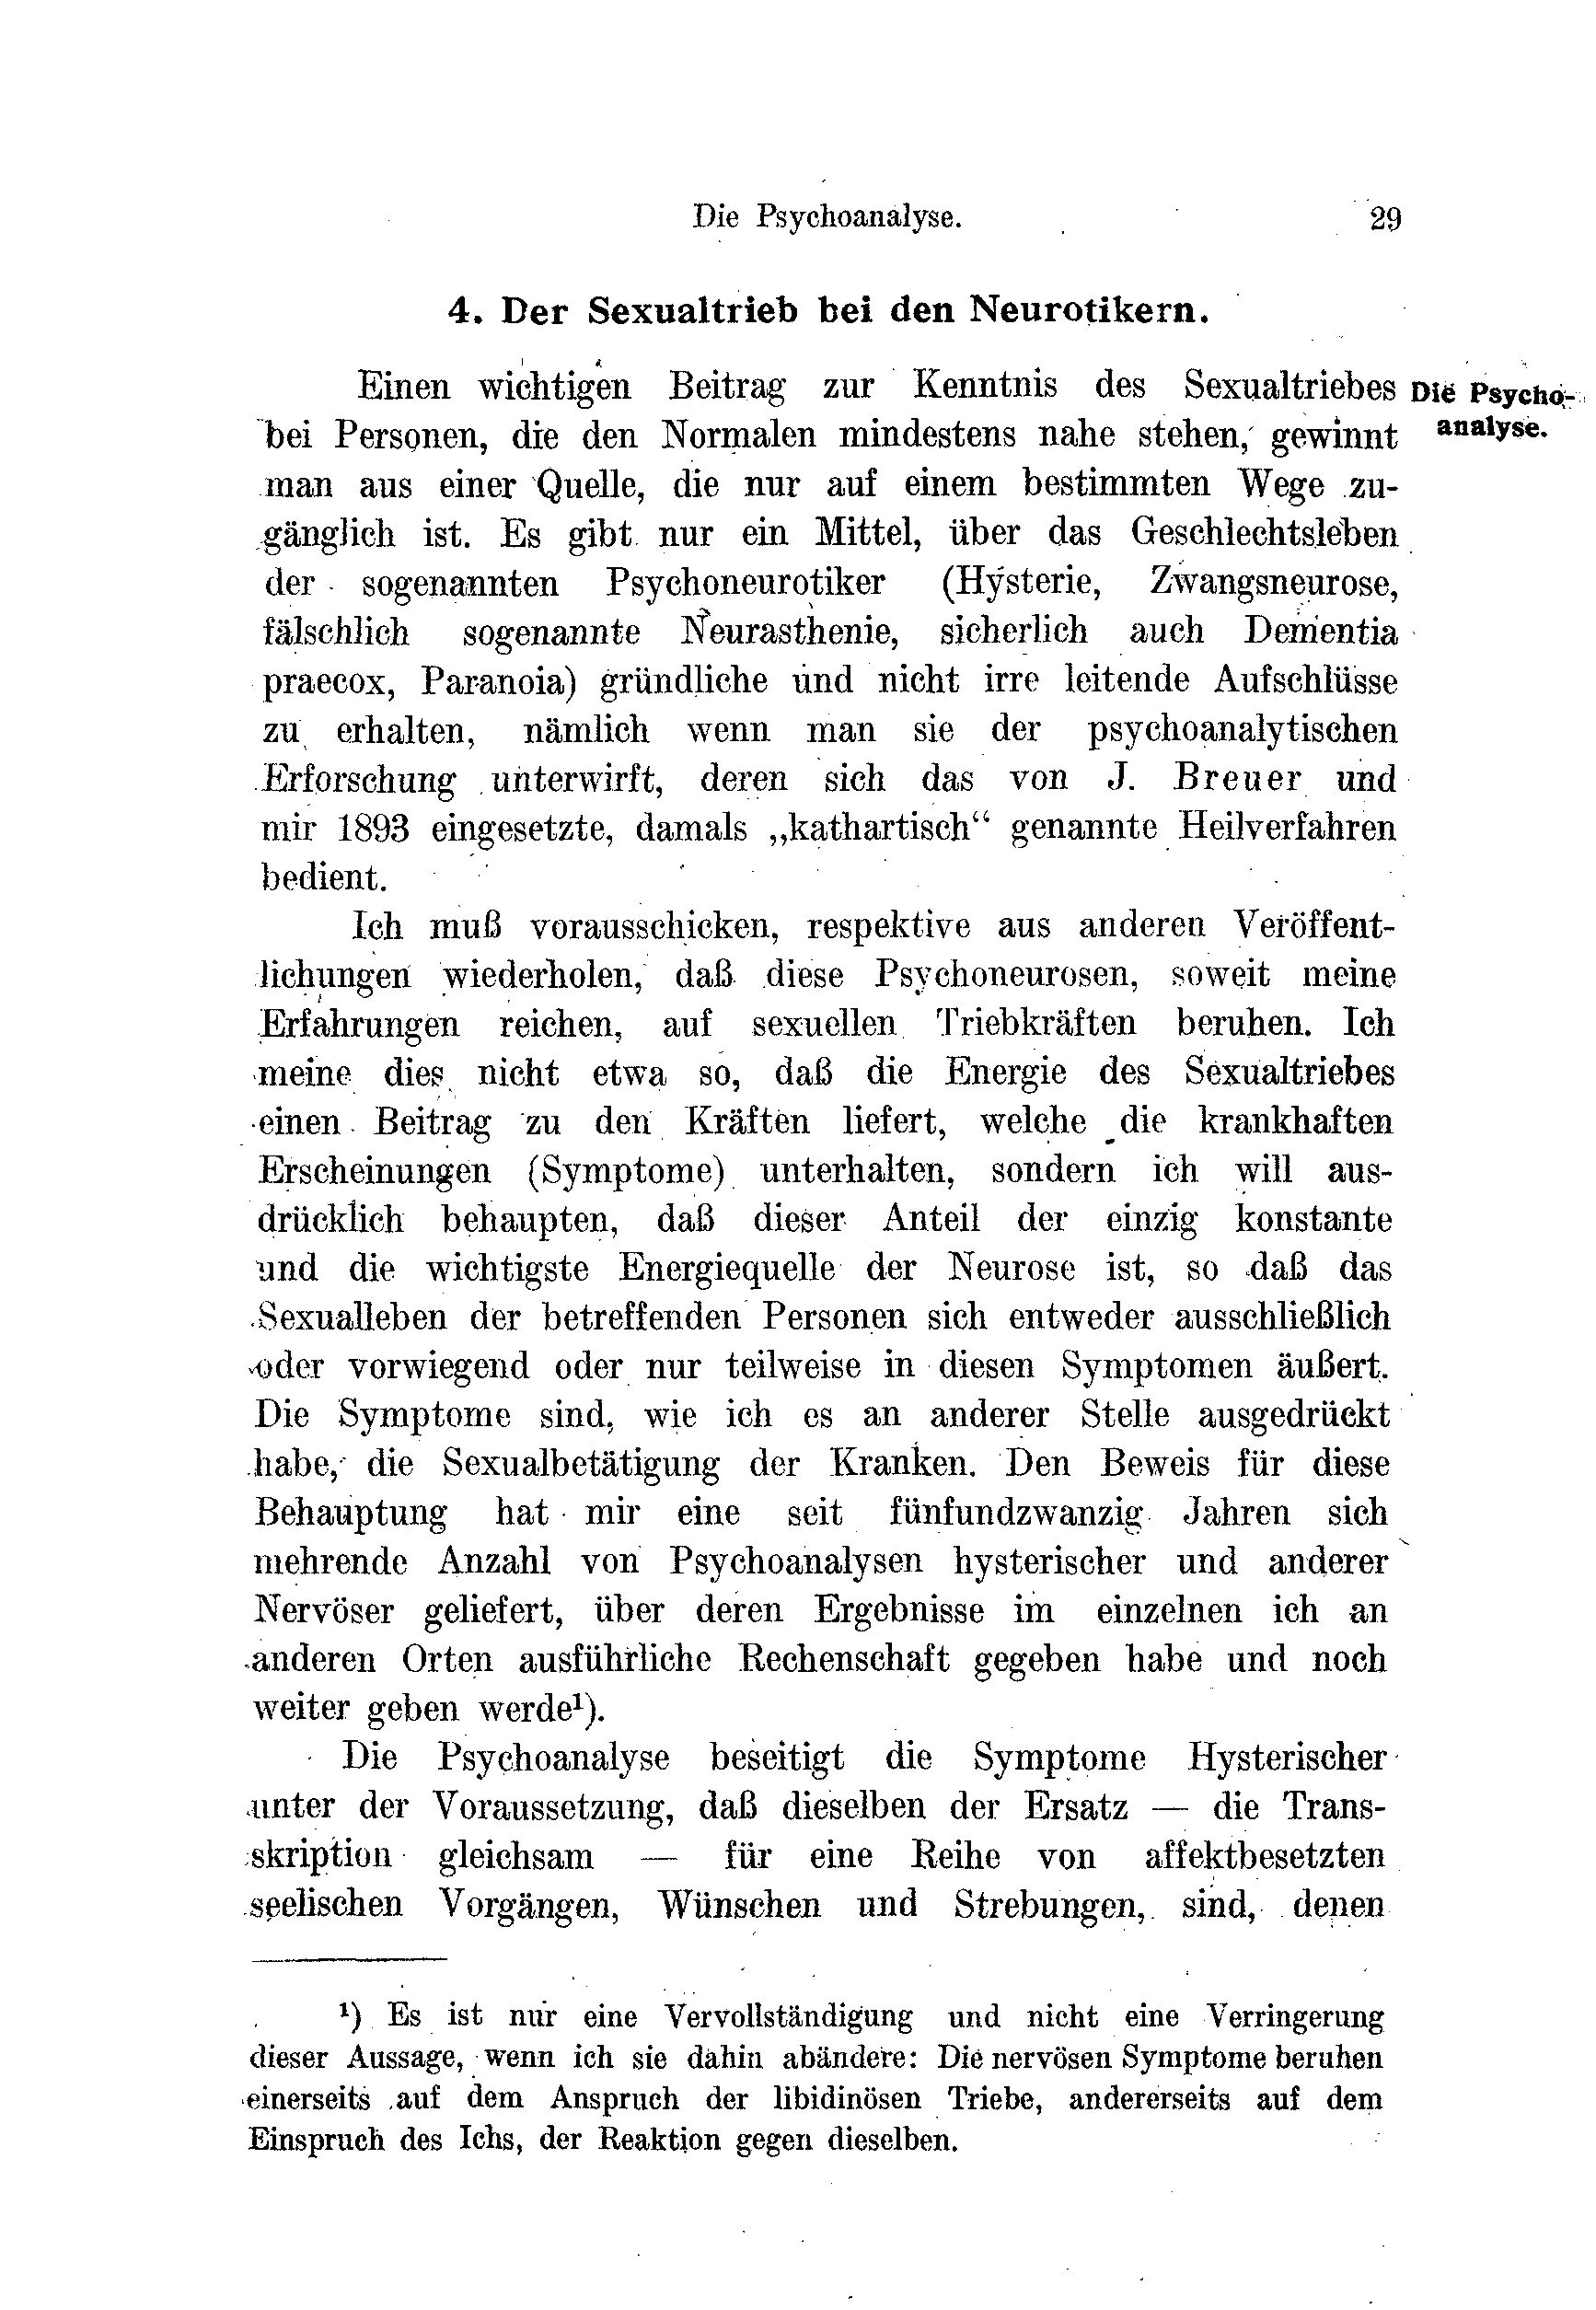 Die Psychoanalyse. 29
4. Der Sexualtrieb bei den Neurotikern.
Einen wichtigen Beitrag zur Kenntnis des Sexualtriebes
Die Psycho-
analyse.
bei Personen, die den Normalen mindestens nahe stehen, gewinnt
man aus einer Quelle, die nur auf einem bestimmten Wege zu-
gänglich ist. Es gibt nur ein Mittel, über das Geschlechtsleben
der sogenannten Psychoneurotiker (Hysterie, Zwangsneurose,
fälschlich sogenannte Neurasthenie, sicherlich auch Dementia
praecox, Paranoia) gründliche und nicht irre leitende Aufschlüsse
zu erhalten, nämlich wenn man sie der psychoanalytischen
Erforschung unterwirft, deren sich das von J. Breuer und
mir 1893 eingesetzte, damals „kathartisch“ genannte Heilverfahren
bedient.
Ich muß vorausschicken, respektive aus anderen Veröffent-
lichungen wiederholen, daß diese Psychoneurosen, soweit meine
Erfahrungen reichen, auf sexuellen Triebkräften beruhen. Ich
meine dies nicht etwa so, daß die Energie des Sexualtriebes
einen Beitrag zu den Kräften liefert, welche die krankhaften
Erscheinungen (Symptome) unterhalten, sondern ich will aus-
drücklich behaupten, daß dieser Anteil der einzig konstante
und die wichtigste Energiequelle der Neurose ist, so daß das
Sexualleben der betreffenden Personen sich entweder ausschließlich
oder vorwiegend oder nur teilweise in diesen Symptomen äußert.
Die Symptome sind, wie ich es an anderer Stelle ausgedrückt
habe, die Sexualbetätigung der Kranken. Den Beweis für diese
Behauptung hat mir eine seit fünfundzwanzig Jahren sich
mehrende Anzahl von Psychoanalysen hysterischer und anderer
Nervöser geliefert, über deren Ergebnisse im einzelnen ich an
anderen Orten ausführliche Rechenschaft gegeben habe und noch
weiter geben werde¹).
Die Psychoanalyse beseitigt die Symptome Hysterischer
unter der Voraussetzung, daß dieselben der Ersatz — die Trans-
skription gleichsam — für eine Reihe von affektbesetzten
seelischen Vorgängen, Wünschen und Strebungen, sind, denen
¹) Es ist nur eine Vervollständigung und nicht eine Verringerung
dieser Aussage, wenn ich sie dahin abändere: Die nervösen Symptome beruhen
einerseits auf dem Anspruch der libidinösen Triebe, andererseits auf dem
Einspruch des Ichs, der Reaktion gegen dieselben.